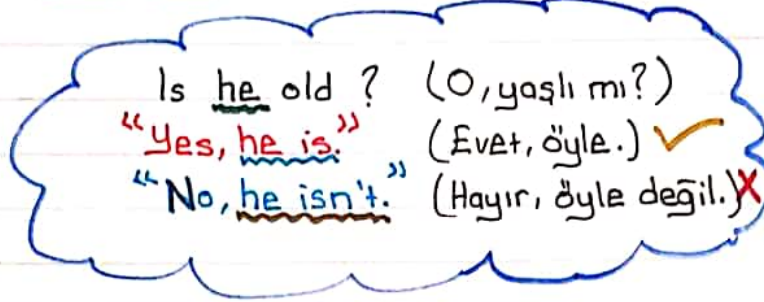 Is he old ? (O, yaşlı mı?)
"Yes, he is." (Evet, öyle.) ✓
"No, he isn't." (Hayır, öyle değil.) X